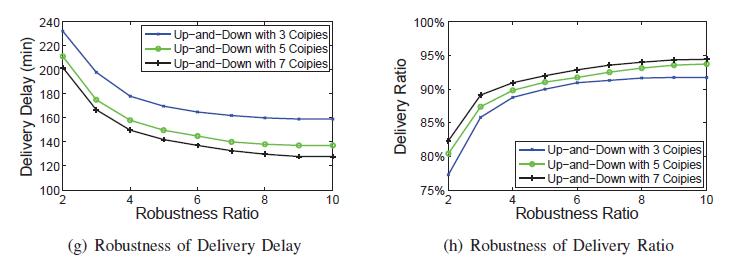 240
220
200
180
160
140
120
100
2 4 6 8 10
Delivery Delay (min)
Robustness Ratio
Up-and-Down with 3 Coipies
Up-and-Down with 5 Coipies
Up-and-Down with 7 Coipies
(g) Robustness of Delivery Delay
100%
95%
90%
85%
80%
75%
2 4 6 8 10
Delivery Ratio
Robustness Ratio
Up-and-Down with 3 Coipies
Up-and-Down with 5 Coipies
Up-and-Down with 7 Coipies
(h) Robustness of Delivery Ratio